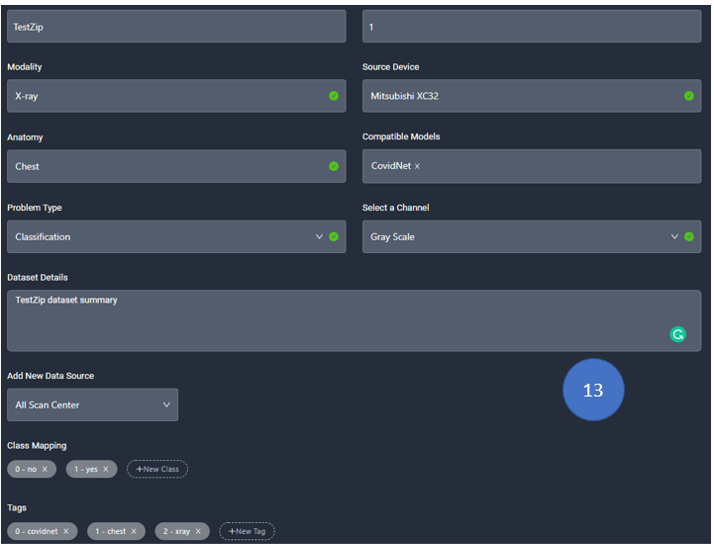 TestZip 1
Modality Source Device
X-ray Mitsubishi XC32
Anatomy Compatible Models
Chest CovidNet ×
Problem Type Select a Channel
Classification Gray Scale
Dataset Details
TestZip dataset summary
Add New Data Source
13
All Scan Center
Class Mapping
0 - no × 1 - yes × +New Class
Tags
0 - covidnet × 1 - chest × 2 - xray × +New Tag